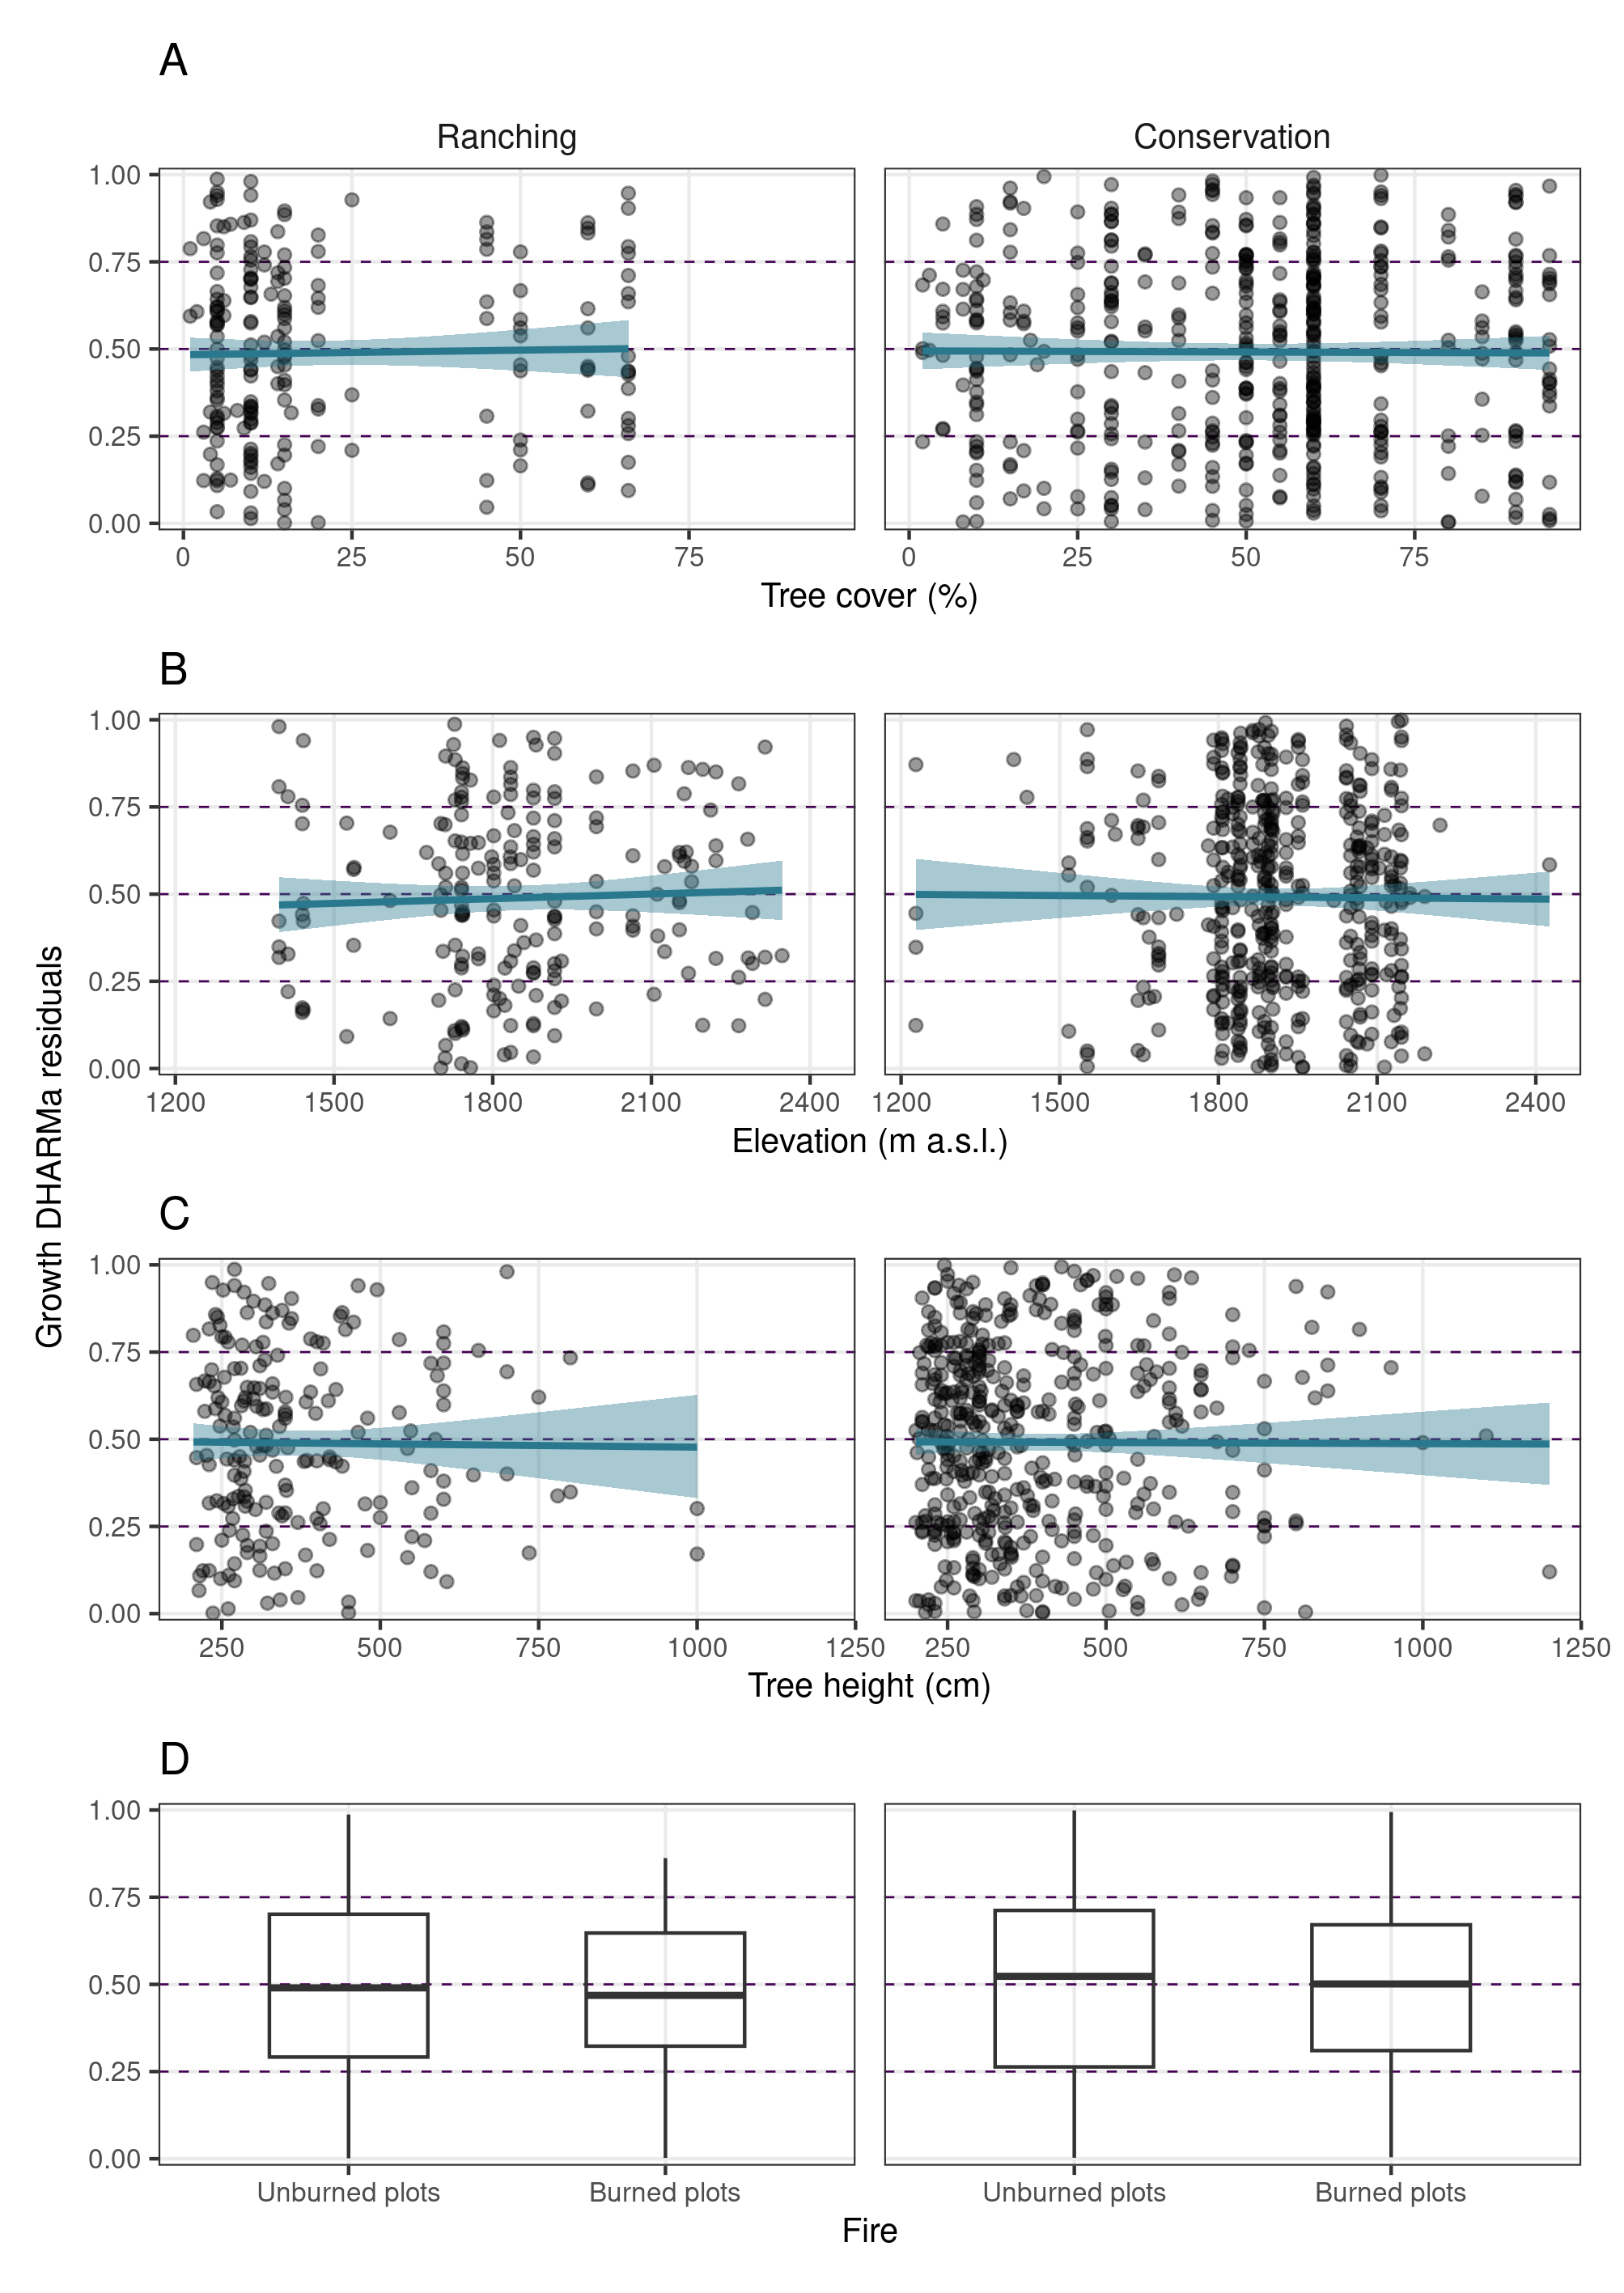 A
Ranching
Conservation
1.00
0.75
0.50
0.25
0.00
0 25 50 75
0 25 50 75
Tree cover (%)
B
1.00
0.75
0.50
0.25
0.00
1200 1500 1800 2100 2400
1200 1500 1800 2100 2400
Elevation (m a.s.l.)
Growth DHARMa residuals
C
1.00
0.75
0.50
0.25
0.00
250 500 750 1000 1250
250 500 750 1000 1250
Tree height (cm)
D
1.00
0.75
0.50
0.25
0.00
Unburned plots Burned plots
Unburned plots Burned plots
Fire